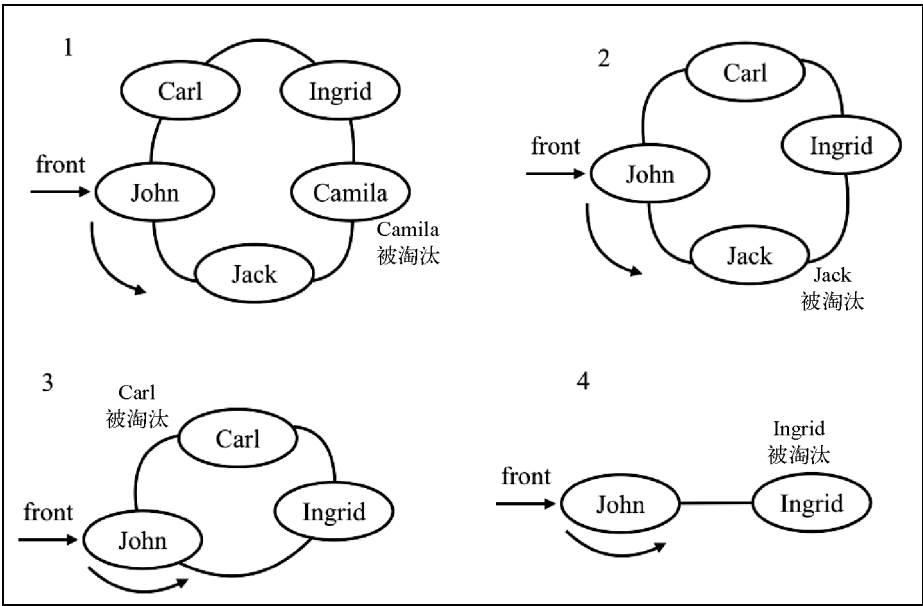 1
Carl
Ingrid
front
John
Camila
Camila
被淘汰
Jack
2
Carl
Ingrid
front
John
Jack
Jack
被淘汰
3
Carl
被淘汰
Carl
Ingrid
front
John
4
Ingrid
被淘汰
front
John
Ingrid